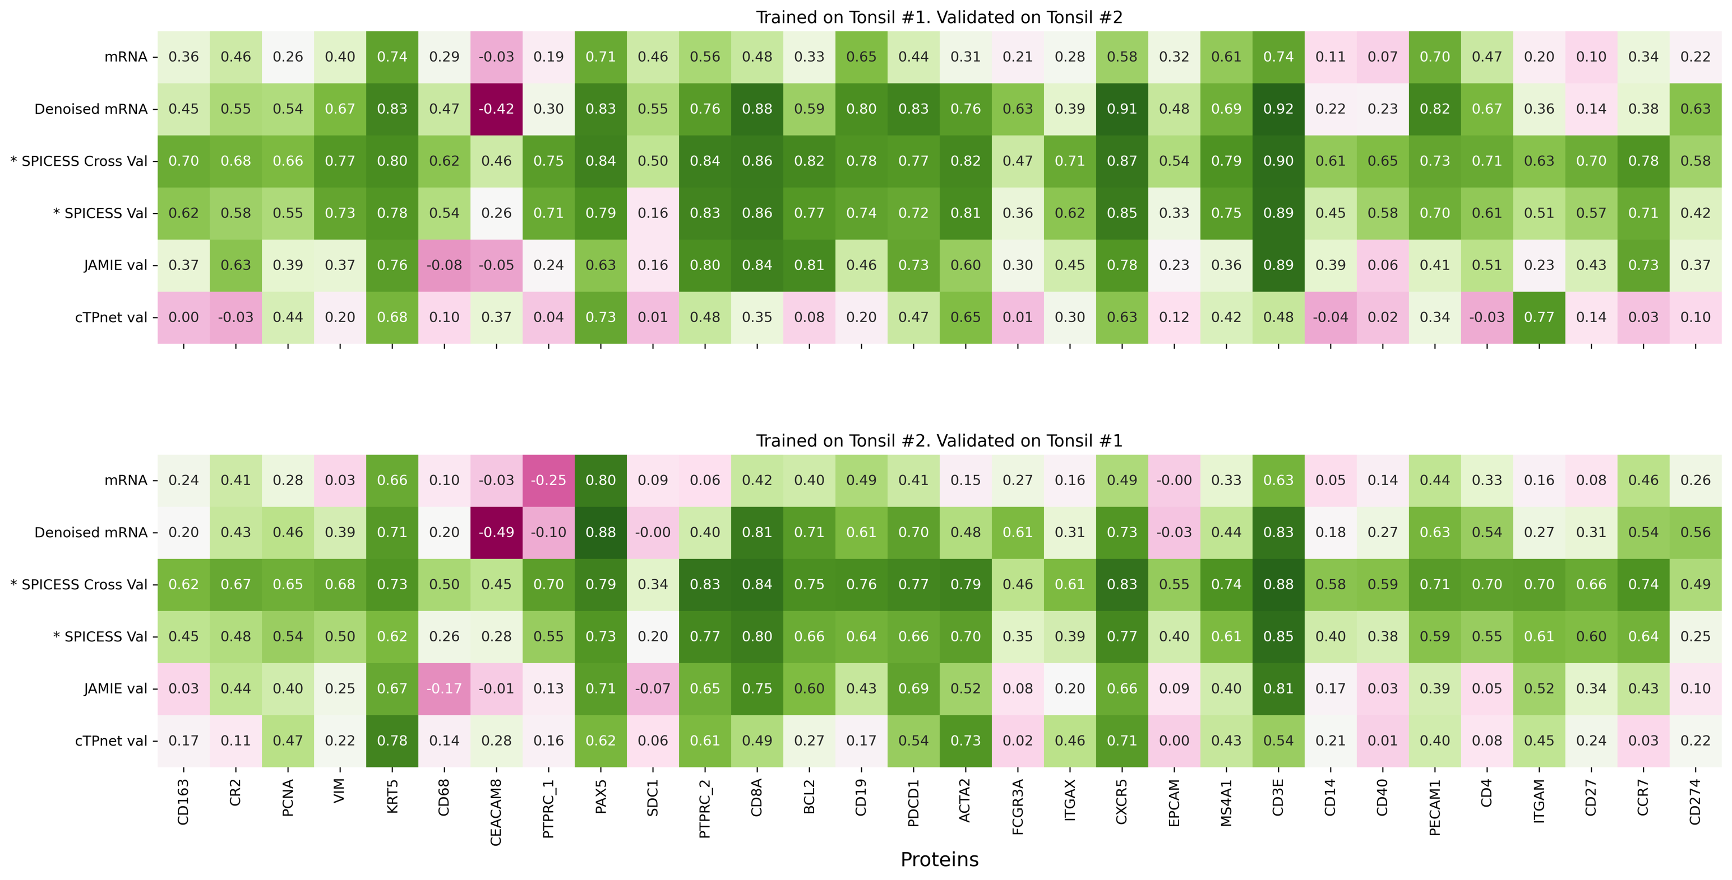 Trained on Tonsil #1. Validated on Tonsil #2
mRNA 0.36 0.46 0.26 0.40 0.74 0.29 -0.03 0.19 0.71 0.46 0.56 0.48 0.33 0.65 0.44 0.31 0.21 0.28 0.58 0.32 0.61 0.74 0.11 0.07 0.70 0.47 0.20 0.10 0.34 0.22
Denoised mRNA 0.45 0.55 0.54 0.67 0.83 0.47 -0.42 0.30 0.83 0.55 0.76 0.88 0.59 0.80 0.83 0.76 0.63 0.39 0.91 0.48 0.69 0.92 0.22 0.23 0.82 0.67 0.36 0.14 0.38 0.63
* SPICESS Cross Val 0.70 0.68 0.66 0.77 0.80 0.62 0.46 0.75 0.84 0.50 0.84 0.86 0.82 0.78 0.77 0.82 0.47 0.71 0.87 0.54 0.79 0.90 0.61 0.65 0.73 0.71 0.63 0.70 0.78 0.58
* SPICESS Val 0.62 0.58 0.55 0.73 0.78 0.54 0.26 0.71 0.79 0.16 0.83 0.86 0.77 0.74 0.72 0.81 0.36 0.62 0.85 0.33 0.75 0.89 0.45 0.58 0.70 0.61 0.51 0.57 0.71 0.42
JAMIE val 0.37 0.63 0.39 0.37 0.76 -0.08 -0.05 0.24 0.63 0.16 0.80 0.84 0.81 0.46 0.73 0.60 0.30 0.45 0.78 0.23 0.36 0.89 0.39 0.06 0.41 0.51 0.23 0.43 0.73 0.37
cTPnet val 0.00 -0.03 0.44 0.20 0.68 0.10 0.37 0.04 0.73 0.01 0.48 0.35 0.08 0.20 0.47 0.65 0.01 0.30 0.63 0.12 0.42 0.48 -0.04 0.02 0.34 -0.03 0.77 0.14 0.03 0.10
Trained on Tonsil #2. Validated on Tonsil #1
mRNA 0.24 0.41 0.28 0.03 0.66 0.10 -0.03 -0.25 0.80 0.09 0.06 0.42 0.40 0.49 0.41 0.15 0.27 0.16 0.49 -0.00 0.33 0.63 0.05 0.14 0.44 0.33 0.16 0.08 0.46 0.26
Denoised mRNA 0.20 0.43 0.46 0.39 0.71 0.20 -0.49 -0.10 0.88 -0.00 0.40 0.81 0.71 0.61 0.70 0.48 0.61 0.31 0.73 -0.03 0.44 0.83 0.18 0.27 0.63 0.54 0.27 0.31 0.54 0.56
* SPICESS Cross Val 0.62 0.67 0.65 0.68 0.73 0.50 0.45 0.70 0.79 0.34 0.83 0.84 0.75 0.76 0.77 0.79 0.46 0.61 0.83 0.55 0.74 0.88 0.58 0.59 0.71 0.70 0.70 0.66 0.74 0.49
* SPICESS Val 0.45 0.48 0.54 0.50 0.62 0.26 0.28 0.55 0.73 0.20 0.77 0.80 0.66 0.64 0.66 0.70 0.35 0.39 0.77 0.40 0.61 0.85 0.40 0.38 0.59 0.55 0.61 0.60 0.64 0.25
JAMIE val 0.03 0.44 0.40 0.25 0.67 -0.17 -0.01 0.13 0.71 -0.07 0.65 0.75 0.60 0.43 0.69 0.52 0.08 0.20 0.66 0.09 0.40 0.81 0.17 0.03 0.39 0.05 0.52 0.34 0.43 0.10
cTPnet val 0.17 0.11 0.47 0.22 0.78 0.14 0.28 0.16 0.62 0.06 0.61 0.49 0.27 0.17 0.54 0.73 0.02 0.46 0.71 0.00 0.43 0.54 0.21 0.01 0.40 0.08 0.45 0.24 0.03 0.22
CD163 CR2 PCNA VIM KRT5 CD68 CEACAM8 PTPRC_1 PAX5 SDC1 PTPRC_2 CD8A BCL2 CD19 PDCD1 ACTA2 FCGR3A ITGAX CXCR5 EPCAM MS4A1 CD3E CD14 CD40 PECAM1 CD4 ITGAM CD27 CCR7 CD274
Proteins